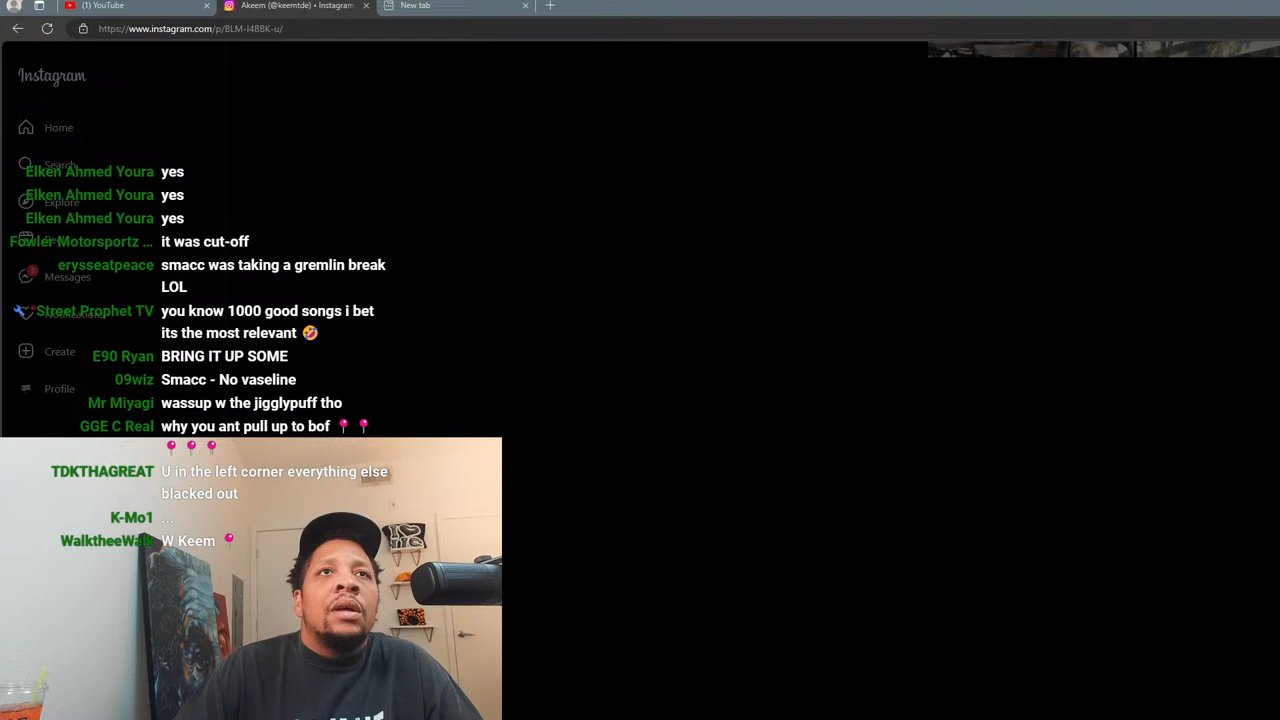 (1) YouTube
Akeem (@keemtde) • Instagram
New tab
https://www.instagram.com/p/BLM-I4BBK-u/
Instagram
Home
Search
Elken Ahmed Youra yes
Explore
Elken Ahmed Youra yes
Elken Ahmed Youra yes
Fowler Motorsportz ... it was cut-off
erysseatpeace smacc was taking a gremlin break
Messages
LOL
Street Prophet TV you know 1000 good songs i bet
its the most relevant 🤣
Create
E90 Ryan BRING IT UP SOME
09wiz Smacc - No vaseline
Profile
Mr Miyagi wassup w the jigglypuff tho
GGE C Real why you ant pull up to bof 📍 📍
📍 📍 📍
TDKTHAGREAT U in the left corner everything else
blacked out
K-Mo1 ...
WalktheeWalk W Keem 📍